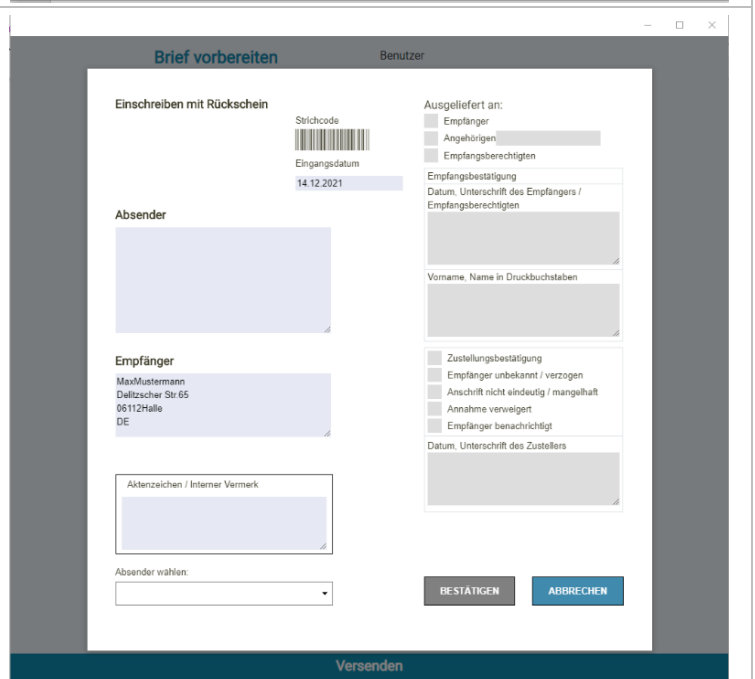 Brief vorbereiten
Benutzer
Einschreiben mit Rückschein
Strichcode
Eingangsdatum
14.12.2021
Absender
Empfänger
MaxMustermann
Delitzscher Str.65
06112Halle
DE
Aktenzeichen / Interner Vermerk
Absender wählen:
Ausgeliefert an:
Empfänger
Angehörigen
Empfangsberechtigten
Empfangsbestätigung
Datum, Unterschrift des Empfängers /
Empfangsberechtigten
Vorname, Name in Druckbuchstaben
Zustellungsbestätigung
Empfänger unbekannt / verzogen
Anschrift nicht eindeutig / mangelhaft
Annahme verweigert
Empfänger benachrichtigt
Datum, Unterschrift des Zustellers
BESTÄTIGEN
ABBRECHEN
Versenden